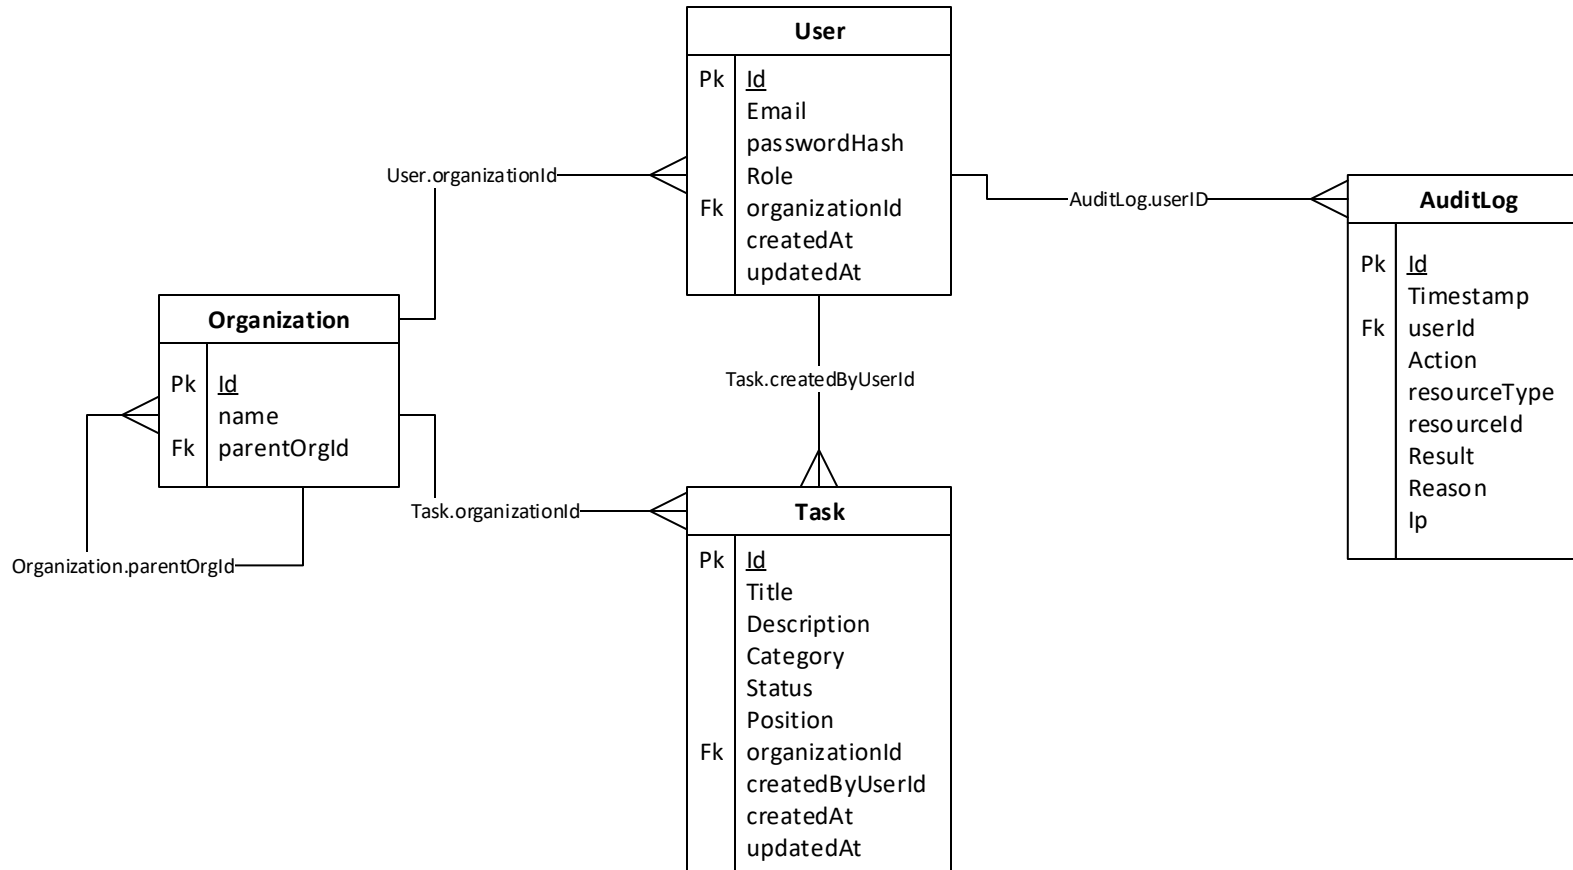 User
Pk Id
Email
passwordHash
Role
Fk organizationId
createdAt
updatedAt
User.organizationId
AuditLog.userID
AuditLog
Pk Id
Timestamp
Fk userId
Action
resourceType
resourceId
Result
Reason
Ip
Organization
Pk Id
name
Fk parentOrgId
Organization.parentOrgId
Task.createdByUserId
Task.organizationId
Task
Pk Id
Title
Description
Category
Status
Position
Fk organizationId
createdByUserId
createdAt
updatedAt